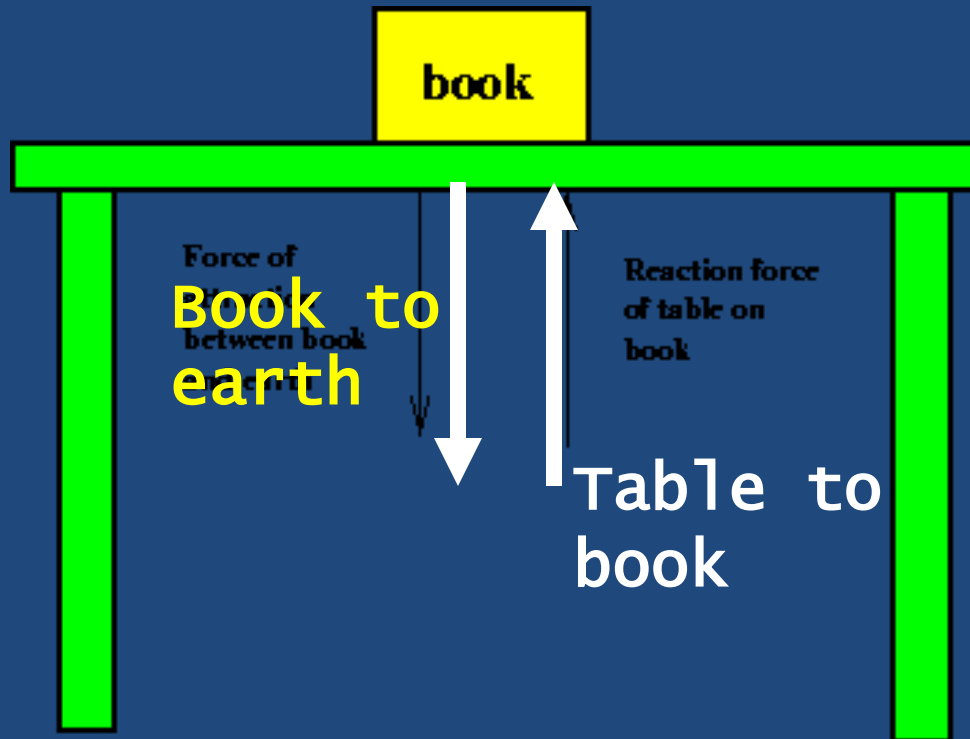 book
Force of
between book
Book to
earth
Reaction force
of table on
book
Table to
book